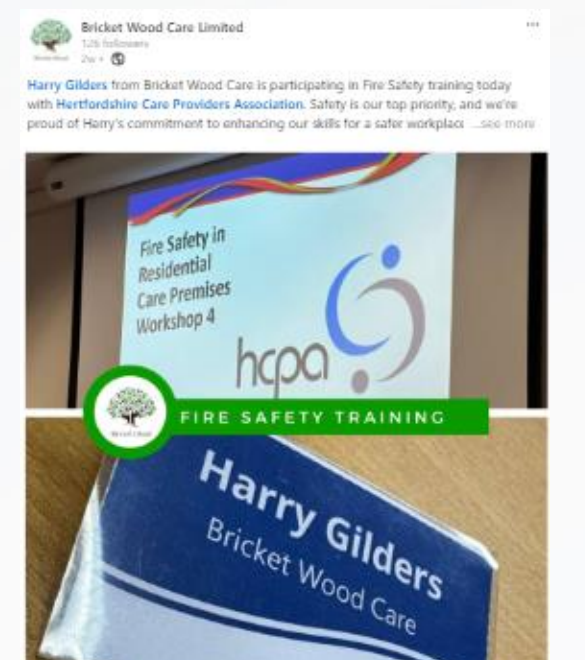 Bricket Wood Care Limited
126 followers
2w •
Harry Gilders from Bricket Wood Care is participating in Fire Safety training today
with Hertfordshire Care Providers Association. Safety is our top priority, and we're
proud of Harry's commitment to enhancing our skills for a safer workplace ...see more
Fire Safety in
Residential
Care Premises
Workshop 4
hcpa
FIRE SAFETY TRAINING
Harry Gilders
Bricket Wood Care